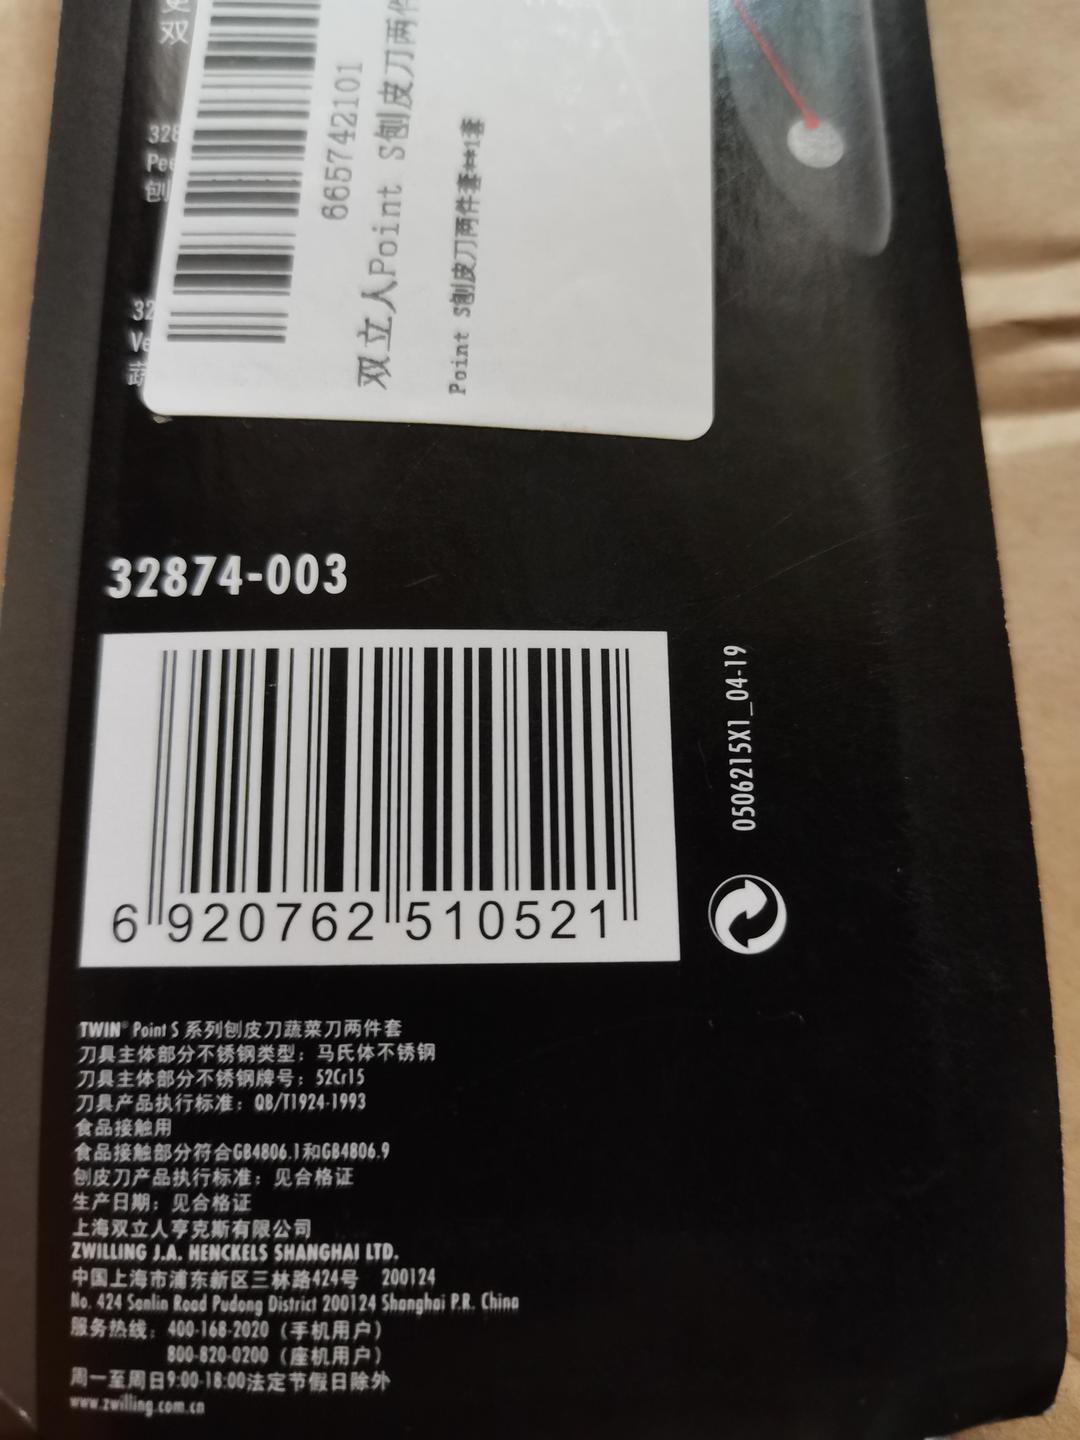 双
328
Pee
刨
32
Ve
蔬
665742101
双立人Point S刨皮刀两件
Point S刨皮刀两件套**1套
32874-003
6 920762 510521
0506215X1_04-19
TWIN® Point S 系列刨皮刀蔬菜刀两件套
刀具主体部分不锈钢类型：马氏体不锈钢
刀具主体部分不锈钢牌号：52Cr15
刀具产品执行标准：QB/T1924-1993
食品接触用
食品接触部分符合GB4806.1和GB4806.9
刨皮刀产品执行标准：见合格证
生产日期：见合格证
上海双立人亨克斯有限公司
ZWILLING J.A. HENCKELS SHANGHAI LTD.
中国上海市浦东新区三林路424号 200124
No. 424 Sanlin Road Pudong District 200124 Shanghai P.R. China
服务热线：400-168-2020（手机用户）
800-820-0200（座机用户）
周一至周日9:00-18:00法定节假日除外
www.zwilling.com.cn